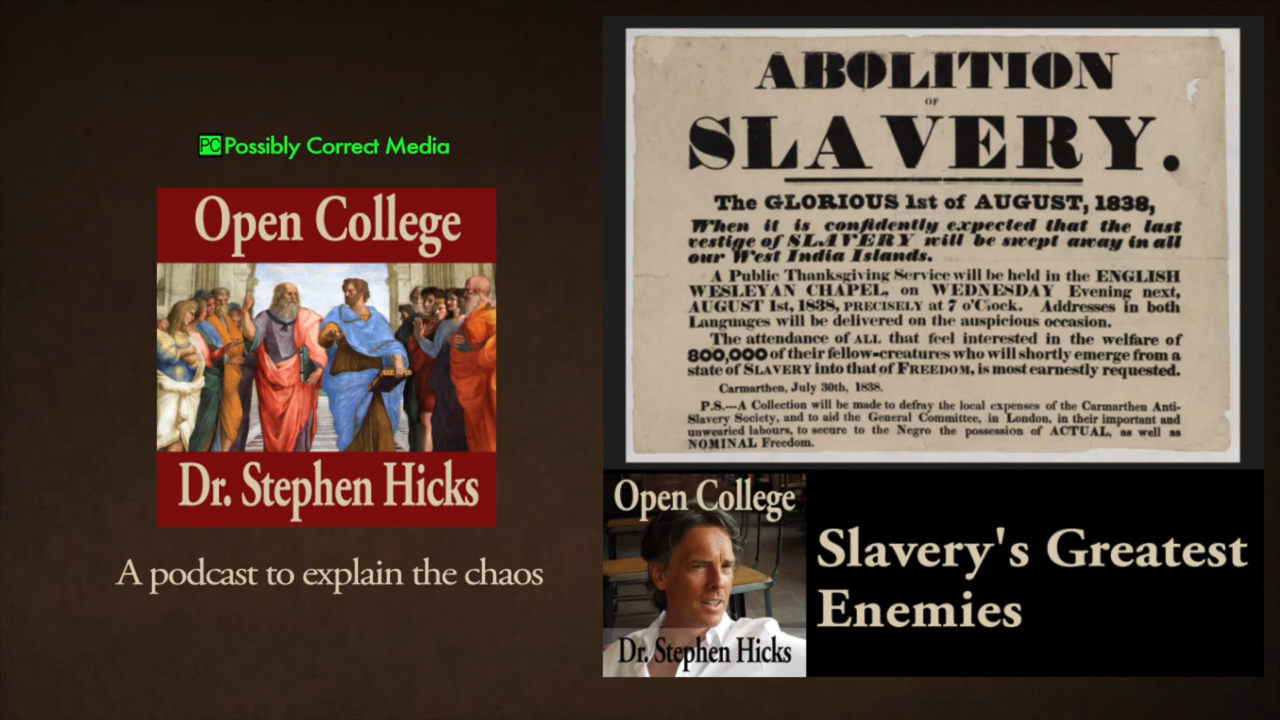 PC Possibly Correct Media
Open College
Dr. Stephen Hicks
A podcast to explain the chaos
ABOLITION
OF
SLAVERY.
The GLORIOUS 1st of AUGUST, 1838,
When it is confidently expected that the last
vestige of SLAVERY will be swept away in all
our West India Islands.
A Public Thanksgiving Service will be held in the ENGLISH
WESLEYAN CHAPEL, on WEDNESDAY Evening next,
AUGUST 1st, 1838, PRECISELY at 7 o'Clock. Addresses in both
Languages will be delivered on the auspicious occasion.
The attendance of ALL that feel interested in the welfare of
800,000 of their fellow-creatures who will shortly emerge from a
state of SLAVERY into that of FREEDOM, is most earnestly requested.
Carmarthen, July 30th, 1838.
P.S.—A Collection will be made to defray the local expenses of the Carmarthen Anti-
Slavery Society, and to aid the General Committee, in London, in their important and
unwearied labours, to secure to the Negro the possession of ACTUAL, as well as
NOMINAL Freedom.
Open College
Dr. Stephen Hicks
Slavery's Greatest
Enemies